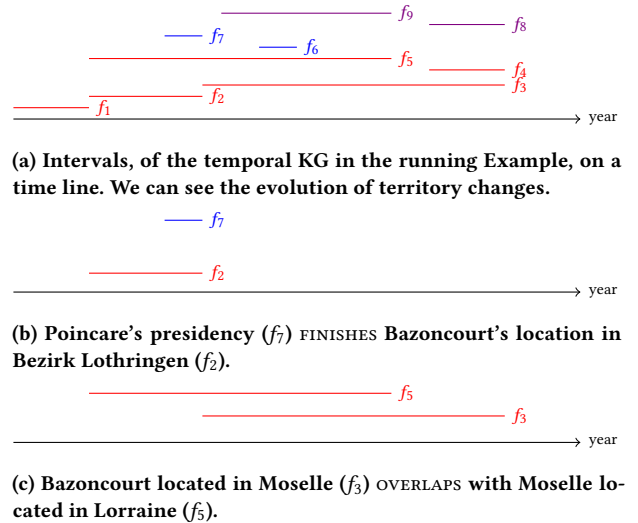 f9
f8
f7
f6
f5
f4
f3
f2
f1
year
(a) Intervals, of the temporal KG in the running Example, on a
time line. We can see the evolution of territory changes.
f7
f2
year
(b) Poincare's presidency (f7) FINISHES Bazoncourt's location in
Bezirk Lothringen (f2).
f5
f3
year
(c) Bazoncourt located in Moselle (f3) OVERLAPS with Moselle lo-
cated in Lorraine (f5).